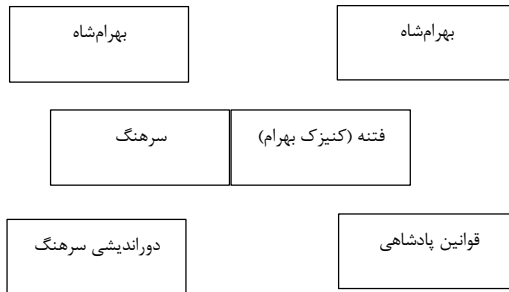 بهرام‌شاه
بهرام‌شاه
فتنه (کنیزک بهرام)
سرهنگ
قوانین پادشاهی
دوراندیشی سرهنگ